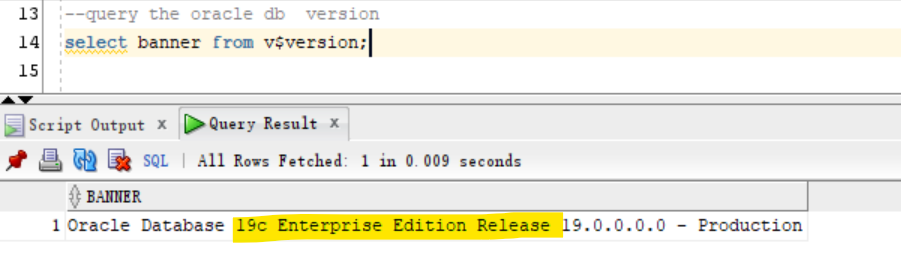 13 --query the oracle db  version
14 select banner from v$version;
15
Script Output x Query Result x
SQL | All Rows Fetched: 1 in 0.009 seconds
BANNER
1 Oracle Database 19c Enterprise Edition Release 19.0.0.0.0 - Production